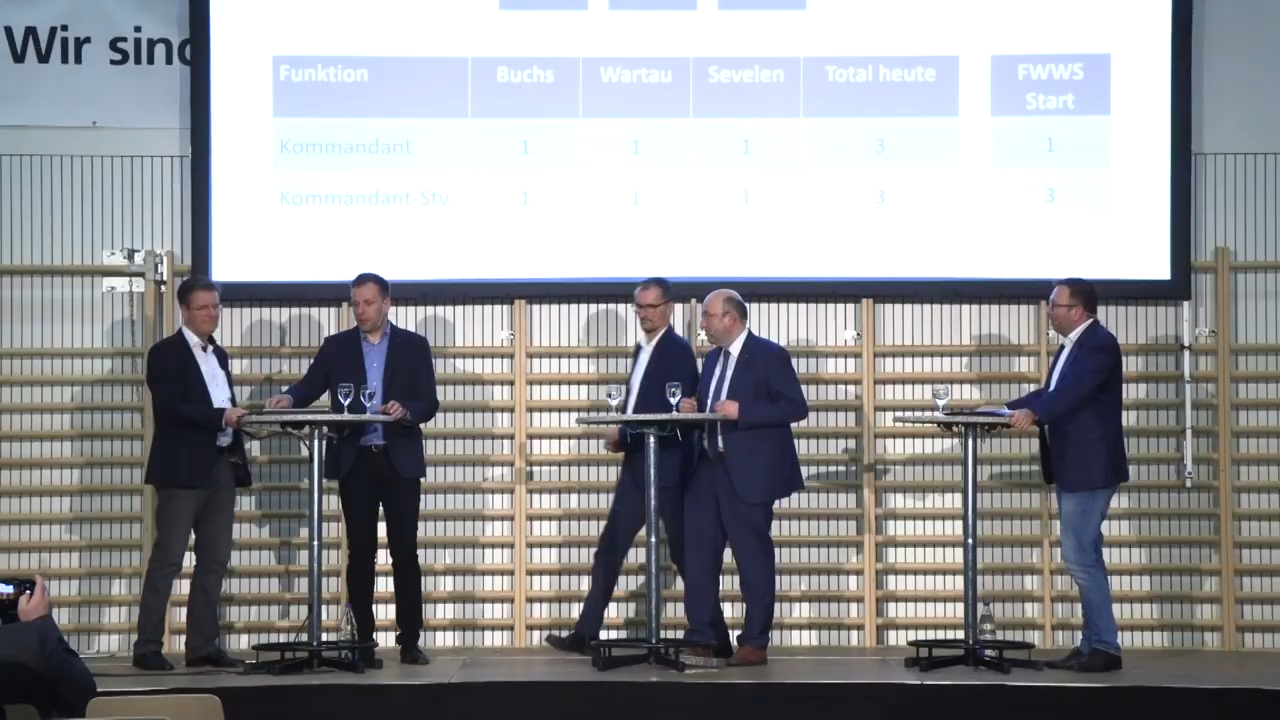 Wir sind
Funktion Buchs Wartau Sevelen Total heute FWWS Start
Kommandant 1 1 1 3 1
Kommandant-Stv 1 1 1 3 3